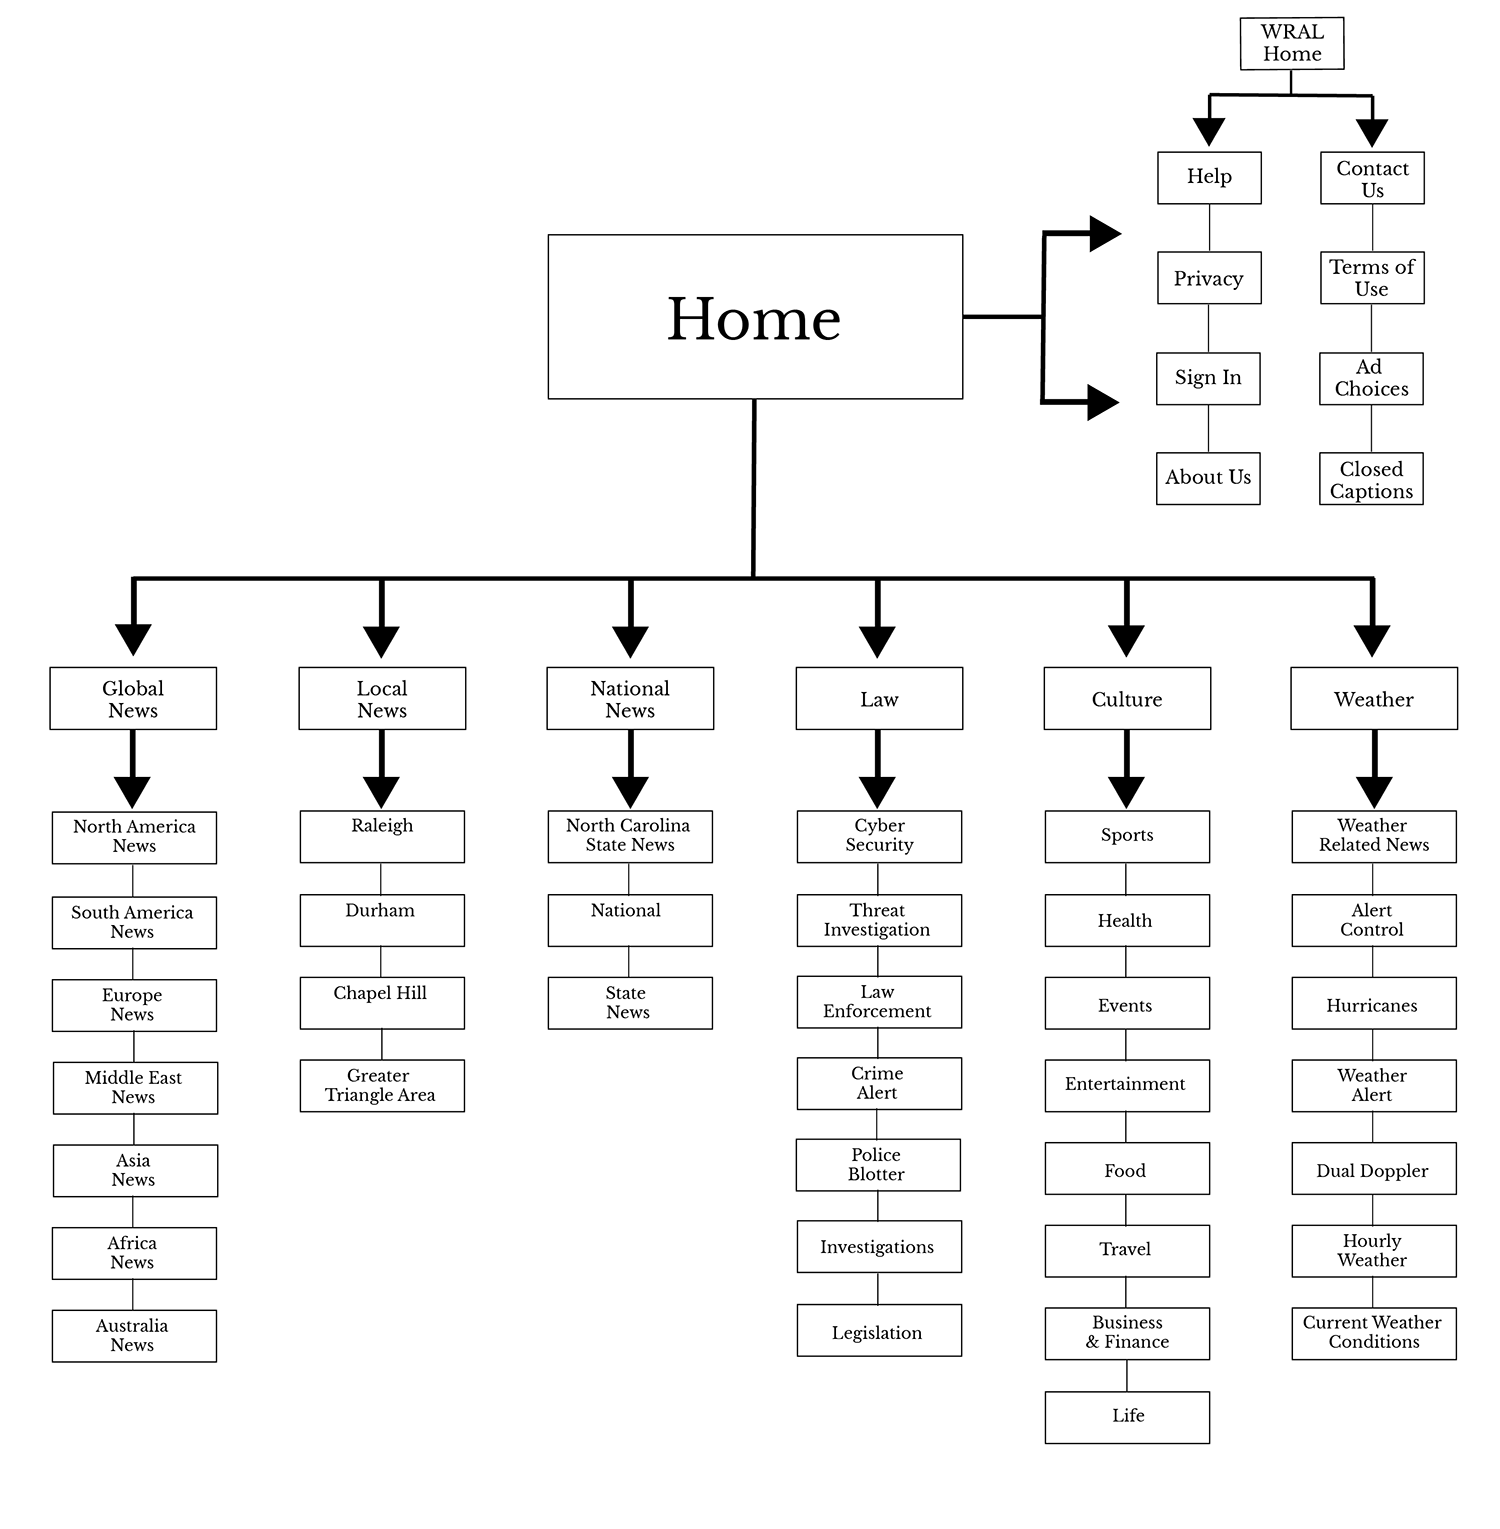 WRAL
Home
Help
Privacy
Sign In
About Us
Contact
Us
Terms of
Use
Ad
Choices
Closed
Captions
Home
Global
News
North America
News
South America
News
Europe
News
Middle East
News
Asia
News
Africa
News
Australia
News
Local
News
Raleigh
Durham
Chapel Hill
Greater
Triangle Area
National
News
North Carolina
State News
National
State
News
Law
Cyber
Security
Threat
Investigation
Law
Enforcement
Crime
Alert
Police
Blotter
Investigations
Legislation
Culture
Sports
Health
Events
Entertainment
Food
Travel
Business
& Finance
Life
Weather
Weather
Related News
Alert
Control
Hurricanes
Weather
Alert
Dual Doppler
Hourly
Weather
Current Weather
Conditions